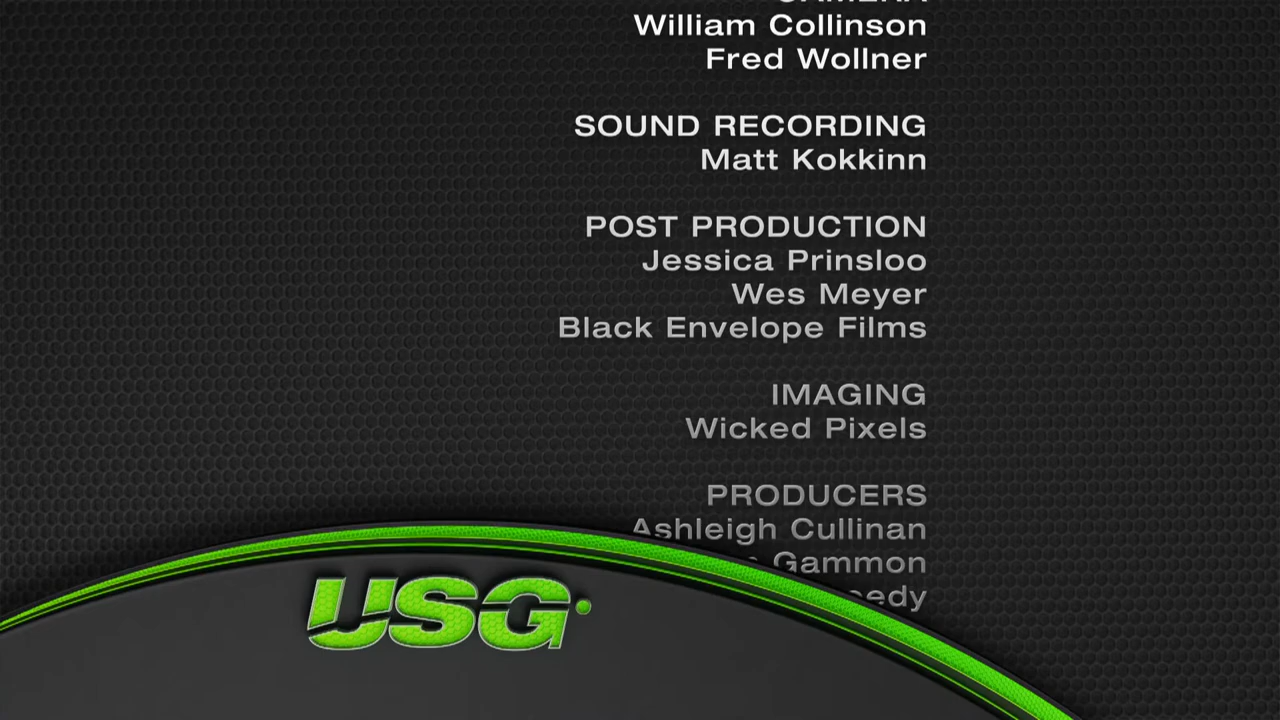 William Collinson
Fred Wollner
SOUND RECORDING
Matt Kokkinn
POST PRODUCTION
Jessica Prinsloo
Wes Meyer
Black Envelope Films
IMAGING
Wicked Pixels
PRODUCERS
Ashleigh Cullinan
Gammon
USG